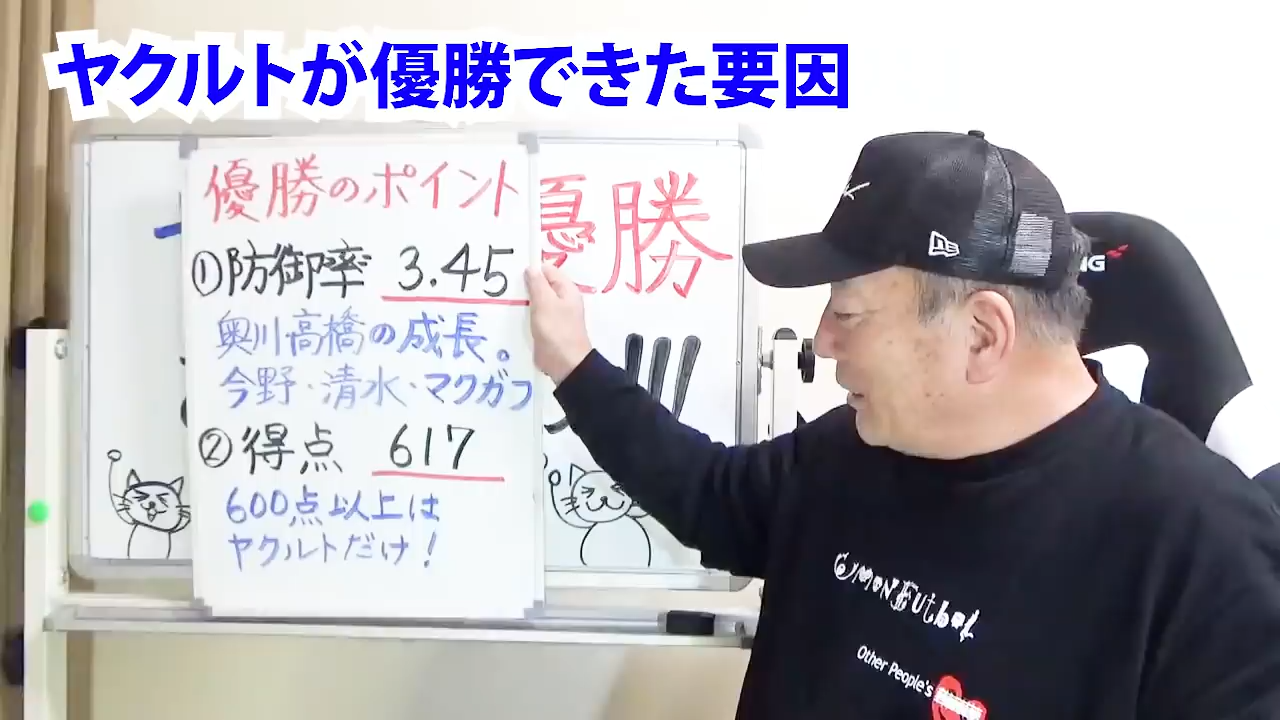 ヤクルトが優勝できた要因
優勝のポイント
①防御率 3.45
奥川高橋の成長。
今野・清水・マクガフ
②得点 617
600点以上は
ヤクルトだけ!
優勝
NG
Other People's